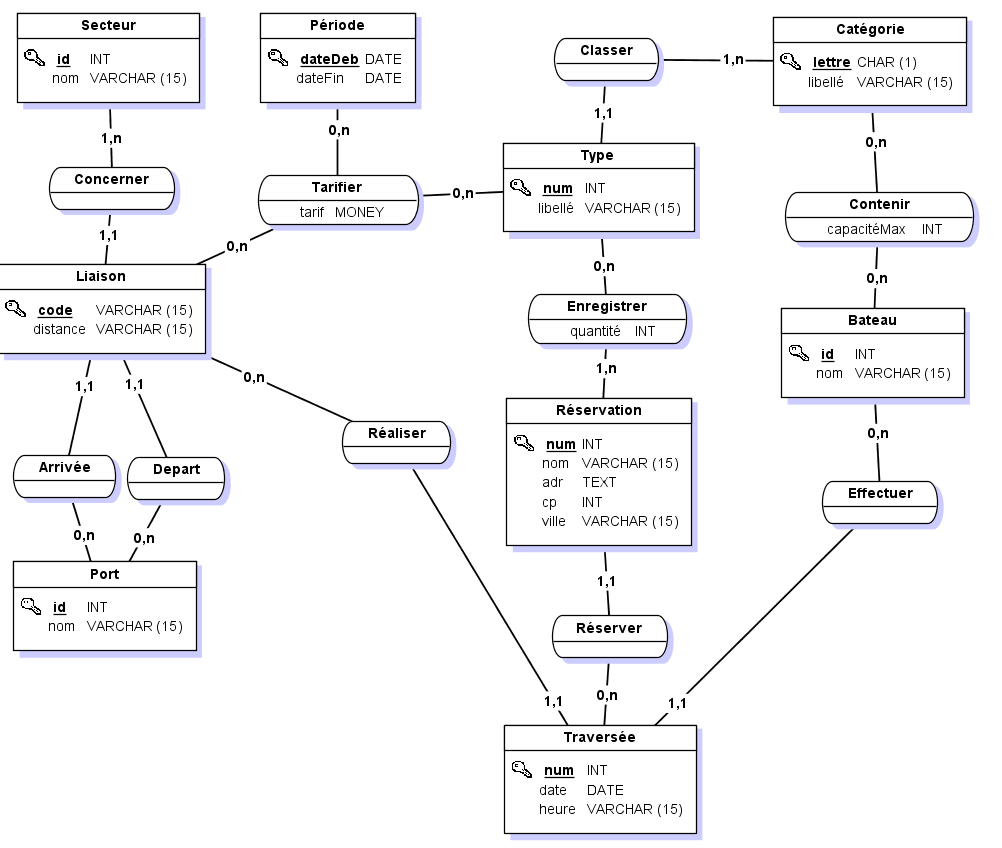 Secteur
id INT
nom VARCHAR (15)
Période
dateDeb DATE
dateFin DATE
Classer
1,n
Catégorie
lettre CHAR (1)
libellé VARCHAR (15)
1,n
0,n
1,1
0,n
Concerner
Tarifier
tarif MONEY
0,n
Type
num INT
libellé VARCHAR (15)
Contenir
capacitéMax INT
1,1
0,n
0,n
0,n
Liaison
code VARCHAR (15)
distance VARCHAR (15)
Enregistrer
quantité INT
Bateau
id INT
nom VARCHAR (15)
1,1
1,1
0,n
1,n
Réservation
num INT
nom VARCHAR (15)
adr TEXT
cp INT
ville VARCHAR (15)
0,n
Réaliser
Arrivée
Depart
Effectuer
0,n
0,n
Port
id INT
nom VARCHAR (15)
1,1
Réserver
1,1
0,n
1,1
Traversée
num INT
date DATE
heure VARCHAR (15)